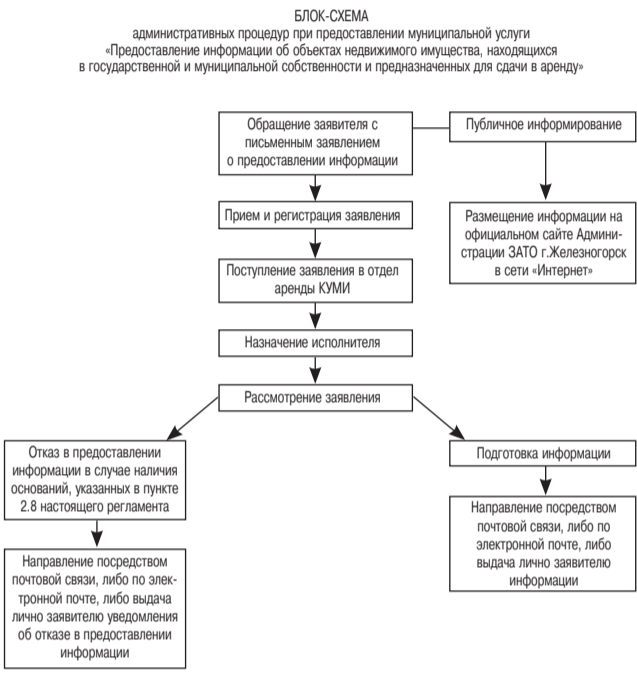 БЛОК-СХЕМА
административных процедур при предоставлении муниципальной услуги
«Предоставление информации об объектах недвижимого имущества, находящихся
в государственной и муниципальной собственности и предназначенных для сдачи в аренду»
Обращение заявителя с
письменным заявлением
о предоставлении информации
Публичное информирование
Прием и регистрация заявления
Размещение информации на
официальном сайте Админи-
страции ЗАТО г.Железногорск
в сети «Интернет»
Поступление заявления в отдел
аренды КУМИ
Назначение исполнителя
Рассмотрение заявления
Отказ в предоставлении
информации в случае наличия
оснований, указанных в пункте
2.8 настоящего регламента
Подготовка информации
Направление посредством
почтовой связи, либо по элек-
тронной почте, либо выдача
лично заявителю уведомления
об отказе в предоставлении
информации
Направление посредством
почтовой связи, либо по
электронной почте, либо
выдача лично заявителю
информации